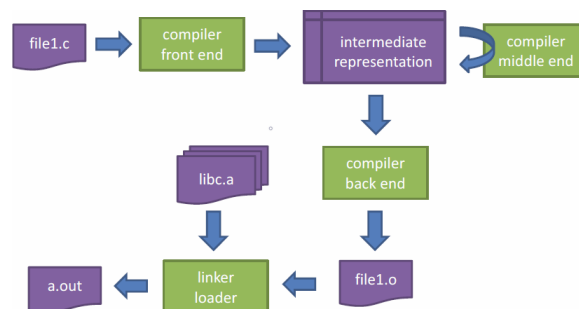 file1.c
compiler
front end
intermediate
representation
compiler
middle end
libc.a
compiler
back end
a.out
linker
loader
file1.o